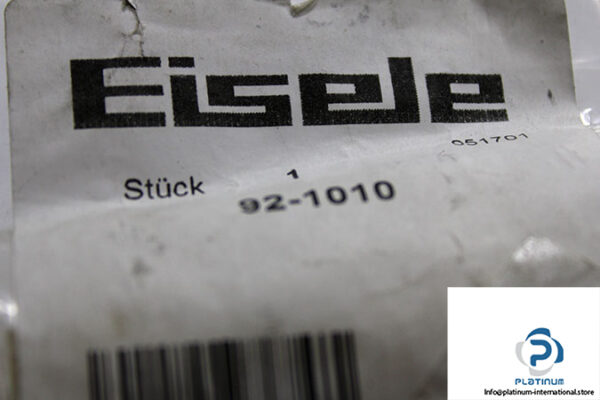 Eisele
051701
Stück 1
92-1010
PLATINUM
Info@platinum-international.store